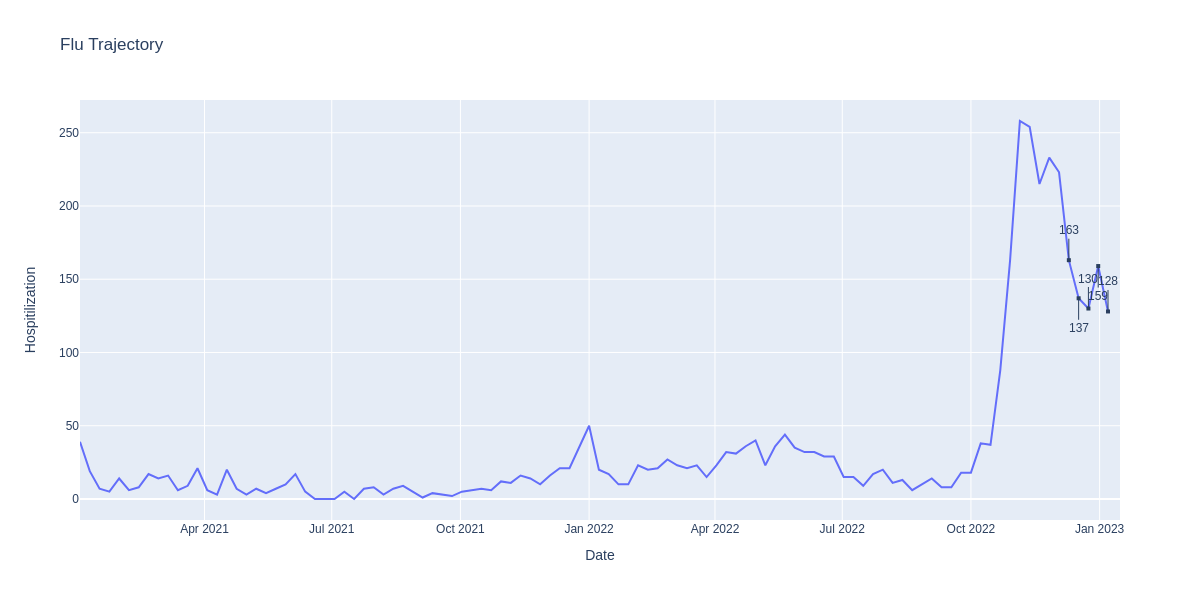 Flu Trajectory
250
200
150
100
50
0
Hospitilization
163
130
128
159
137
Apr 2021
Jul 2021
Oct 2021
Jan 2022
Apr 2022
Jul 2022
Oct 2022
Jan 2023
Date